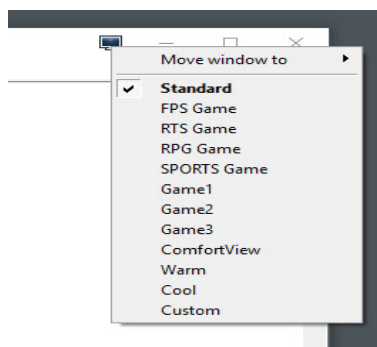 Move window to
Standard
FPS Game
RTS Game
RPG Game
SPORTS Game
Game1
Game2
Game3
ComfortView
Warm
Cool
Custom